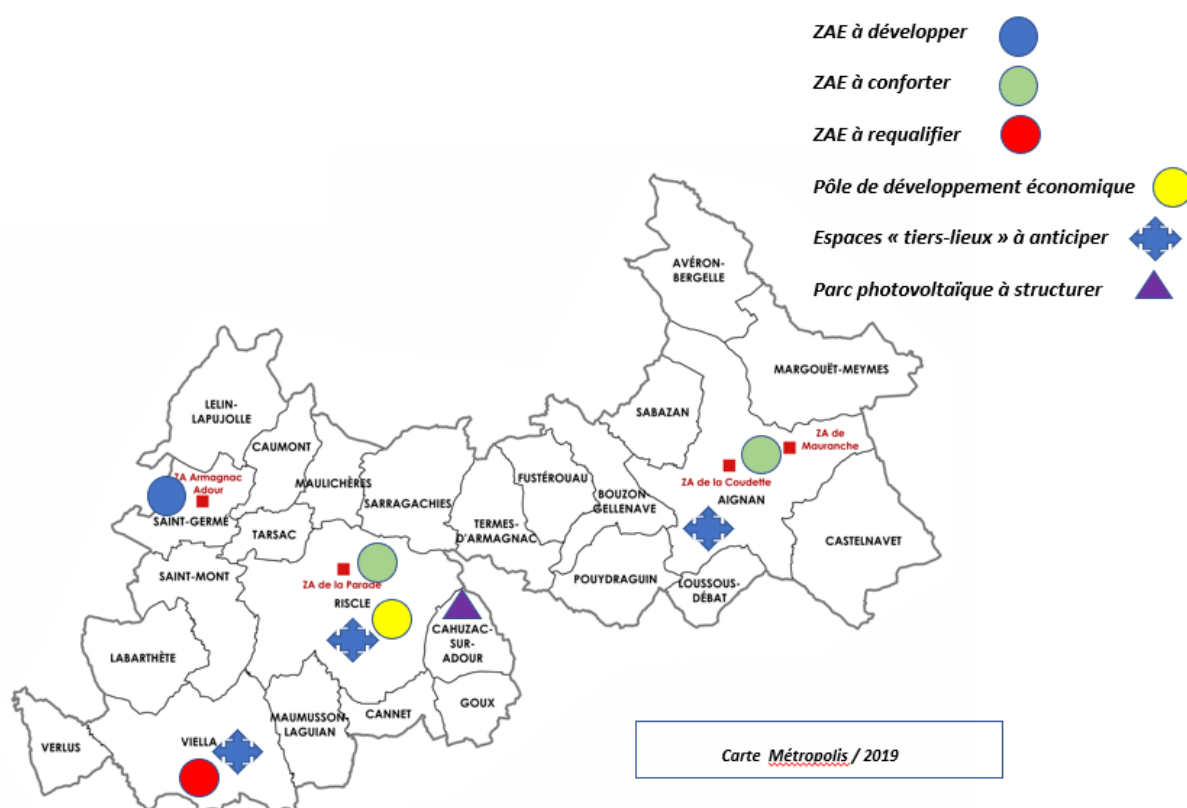 ZAE à développer
ZAE à conforter
ZAE à requalifier
Pôle de développement économique
Espaces « tiers-lieux » à anticiper
Parc photovoltaïque à structurer
AVÉRON-
BERGELLE
MARGOUËT-MEYMES
LELIN-
LAPUJOLLE
SABAZAN
CAUMONT
ZA de
Mauranche
ZA Armagnac
Adour
MAULICHÈRES
SARRAGACHIES
FUSTÉROUAU
ZA de la Coudette
BOUZON-
GELLENAVE
AIGNAN
SAINT-GERMÉ
TARSAC
TERMES-
D'ARMAGNAC
CASTELNAVET
SAINT-MONT
ZA de la Parade
POUYDRAGUIN
LOUSSOUS-
DÉBAT
RISCLE
CAHUZAC-
SUR-
ADOUR
LABARTHÈTE
GOUX
MAUMUSSON-
LAGUIAN
CANNET
VERLUS
VIELLA
Carte Métropolis / 2019